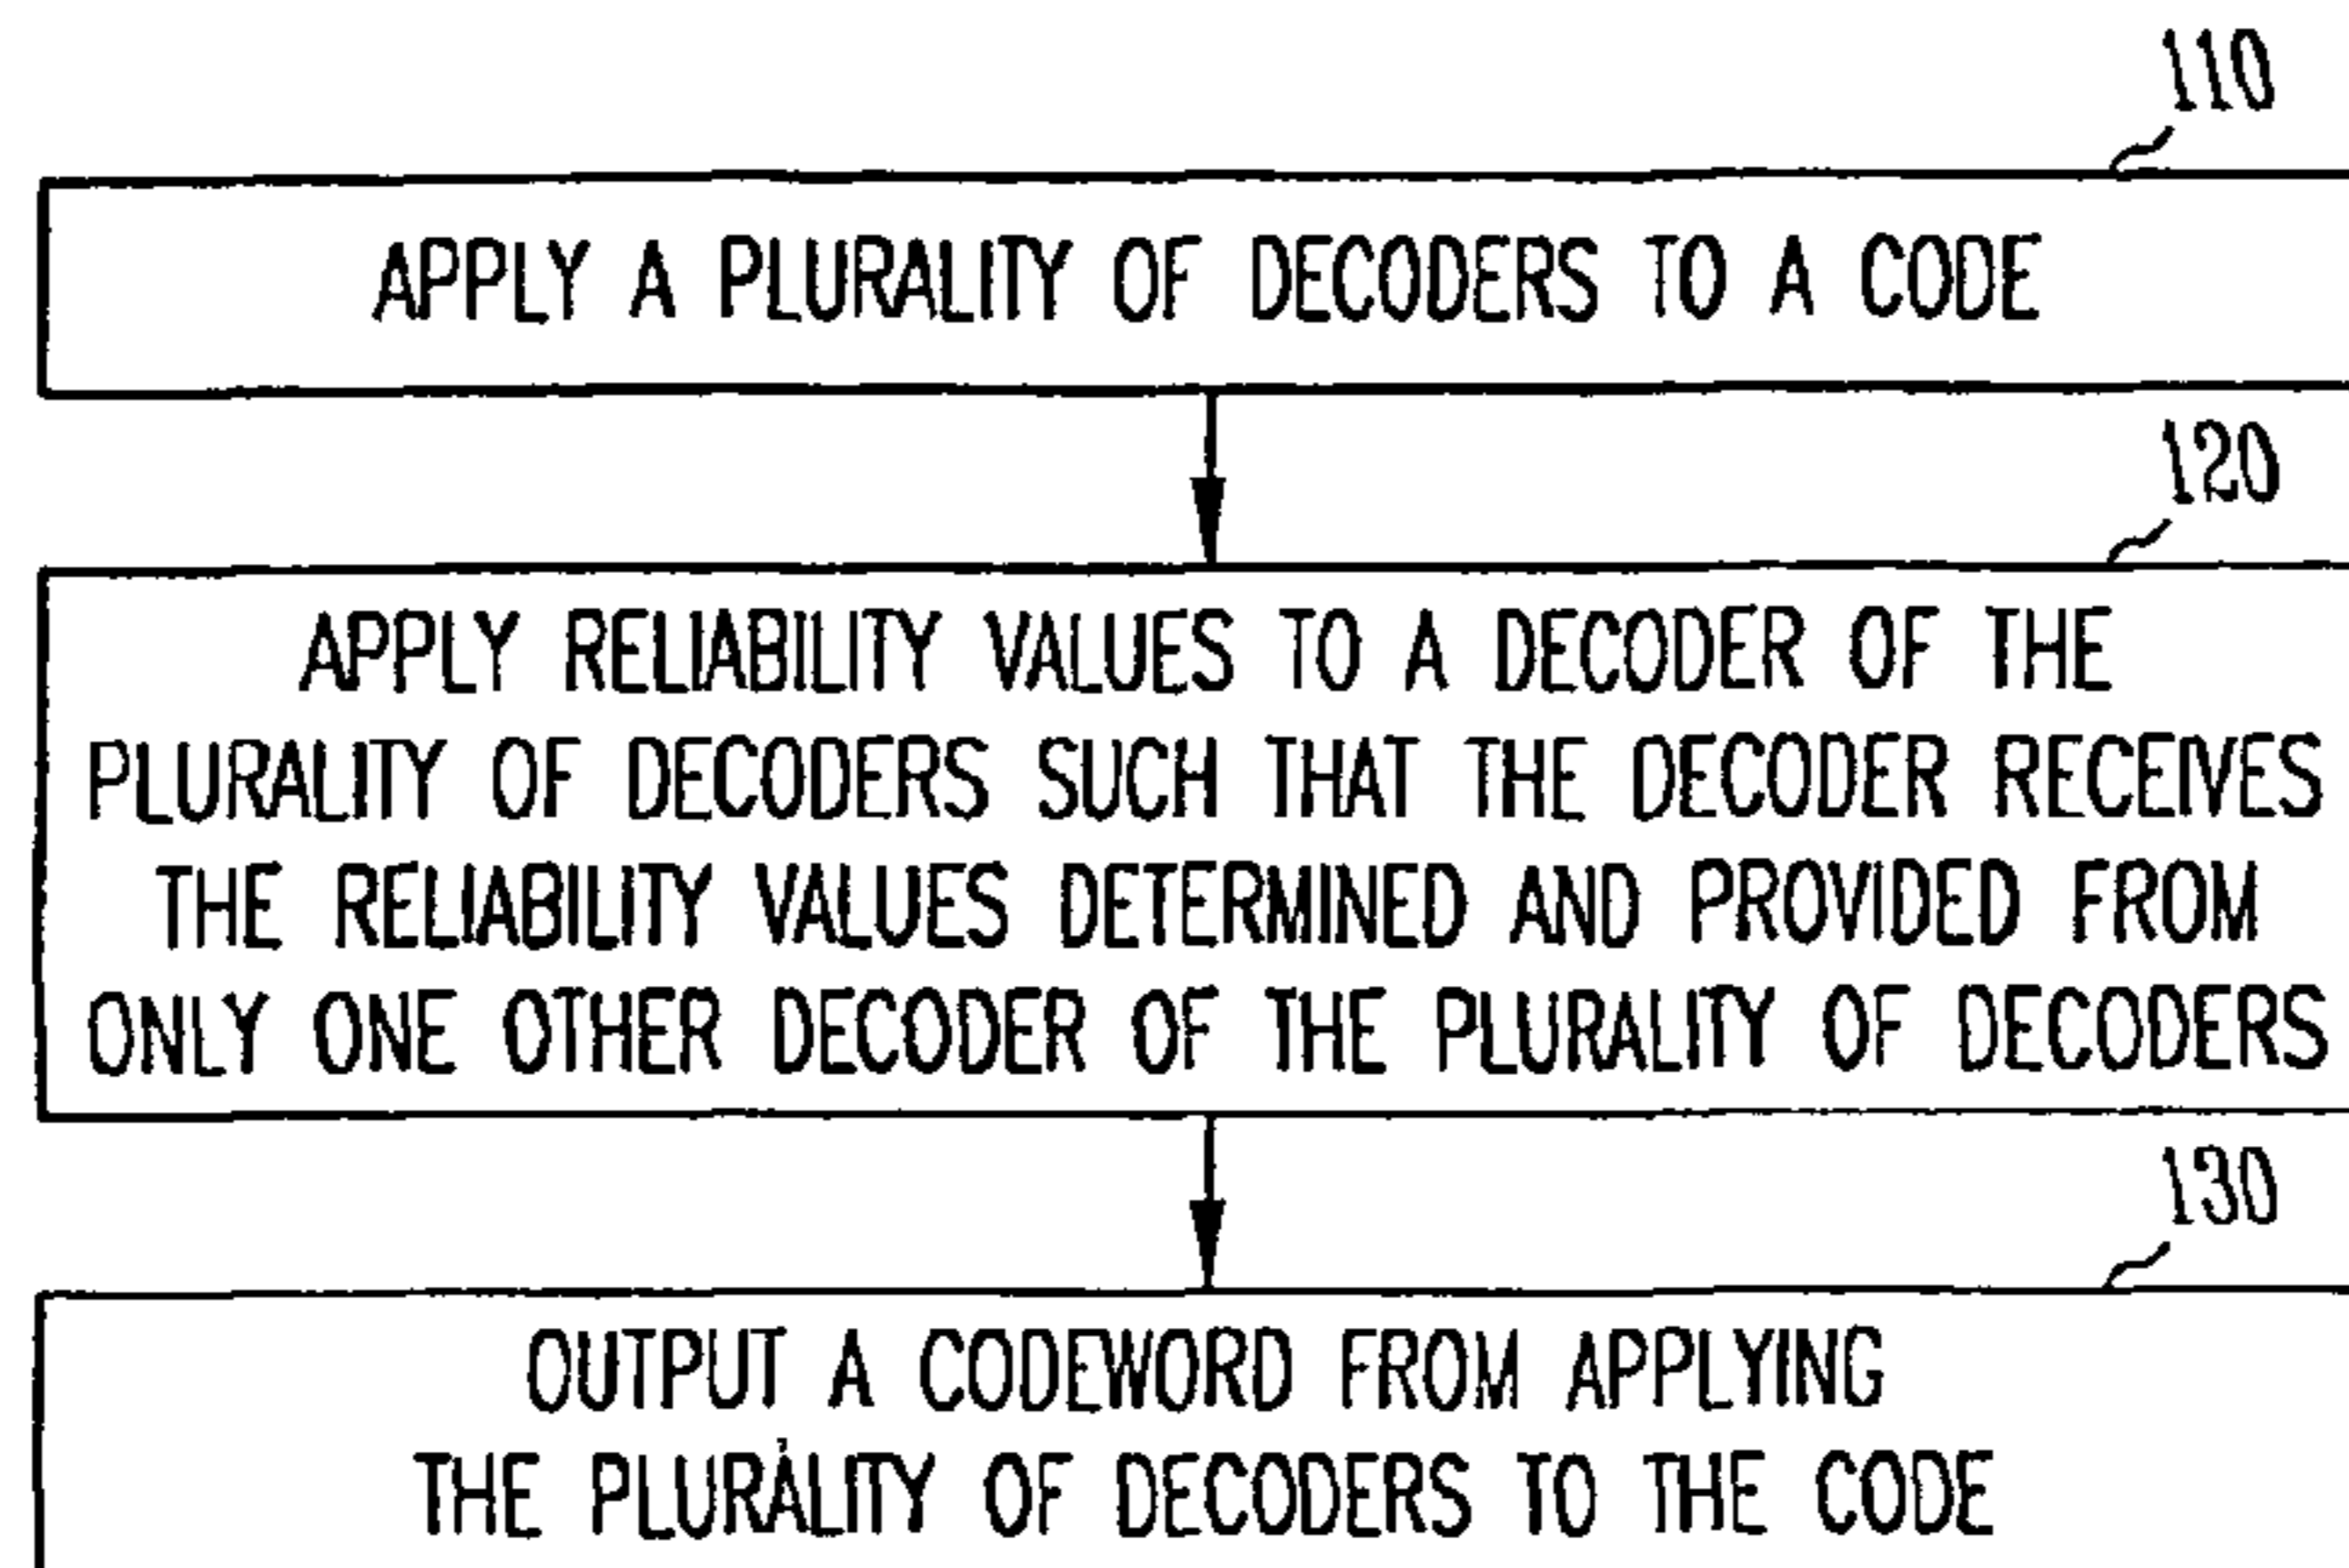 110
APPLY A PLURALITY OF DECODERS TO A CODE
120
APPLY RELIABILITY VALUES TO A DECODER OF THE
PLURALITY OF DECODERS SUCH THAT THE DECODER RECEIVES
THE RELIABILITY VALUES DETERMINED AND PROVIDED FROM
ONLY ONE OTHER DECODER OF THE PLURALITY OF DECODERS
130
OUTPUT A CODEWORD FROM APPLYING
THE PLURALITY OF DECODERS TO THE CODE